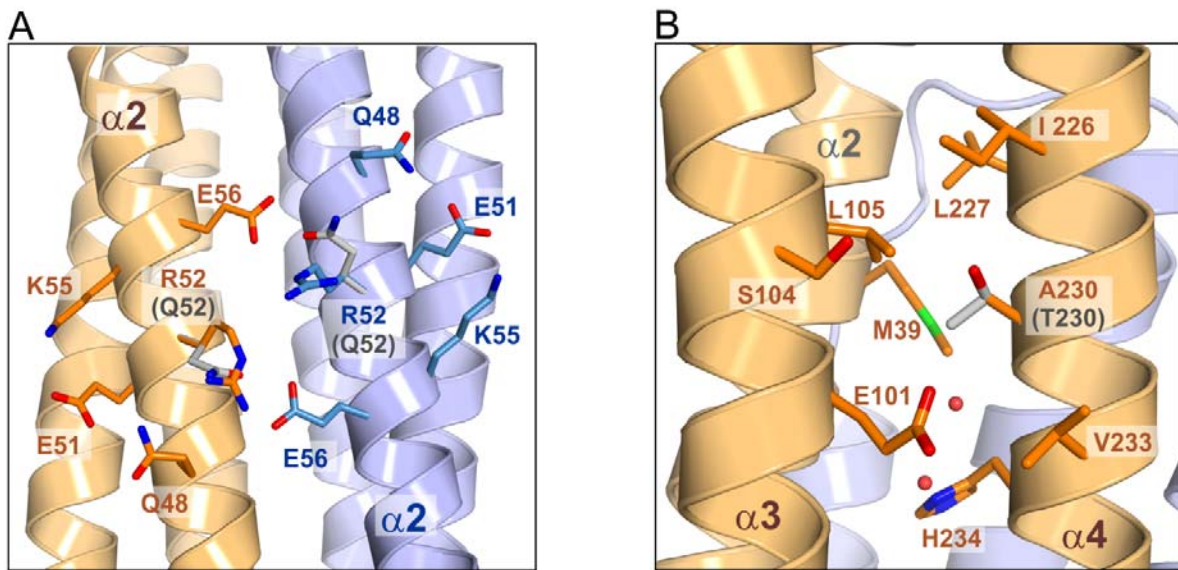 A
α2
Q48
E56
E51
K55
R52
(Q52)
R52
(Q52)
K55
E51
E56
Q48
α2
B
α2
I 226
L105
L227
S104
A230
(T230)
M39
E101
V233
α3
H234
α4